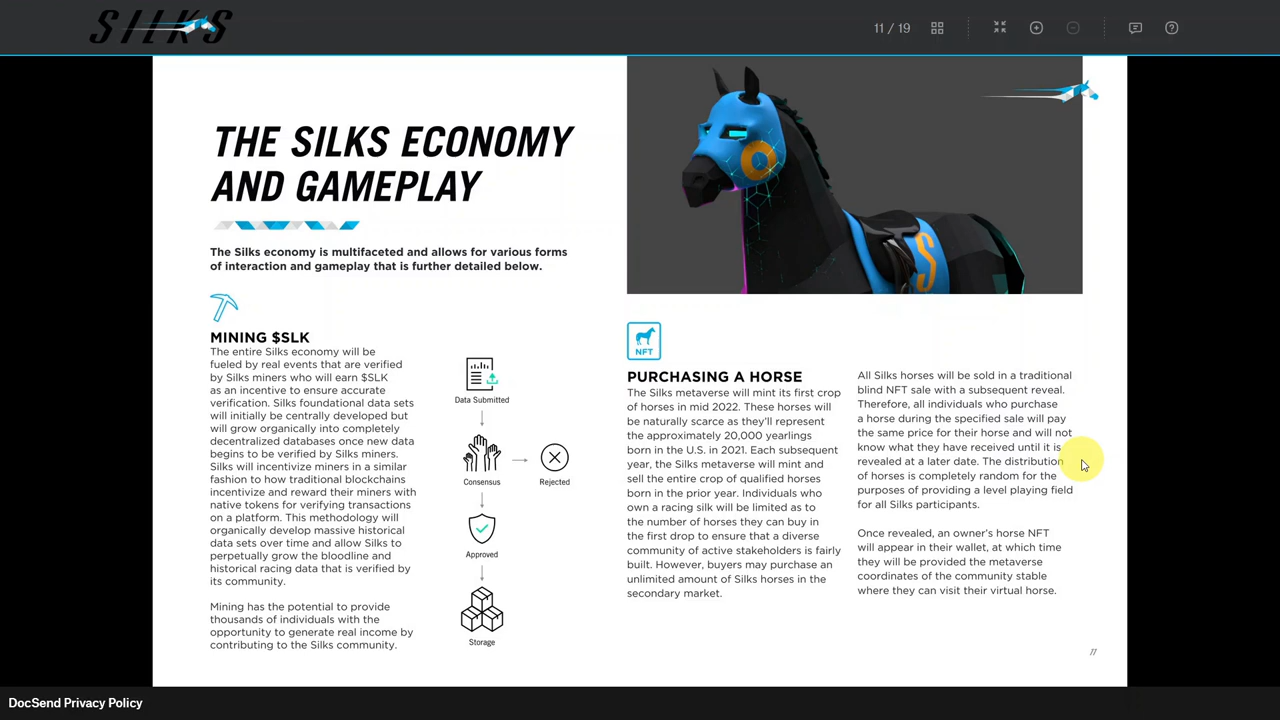 SILKS
11 / 19
THE SILKS ECONOMY
AND GAMEPLAY
The Silks economy is multifaceted and allows for various forms
of interaction and gameplay that is further detailed below.
MINING $SLK
The entire Silks economy will be
fueled by real events that are verified
by Silks miners who will earn $SLK
as an incentive to ensure accurate
verification. Silks foundational data sets
will initially be centrally developed but
will grow organically into completely
decentralized databases once new data
begins to be verified by Silks miners.
Silks will incentivize miners in a similar
fashion to how traditional blockchains
incentivize and reward their miners with
native tokens for verifying transactions
on a platform. This methodology will
organically develop massive historical
data sets over time and allow Silks to
perpetually grow the bloodline and
historical racing data that is verified by
its community.
Mining has the potential to provide
thousands of individuals with the
opportunity to generate real income by
contributing to the Silks community.
Data Submitted
Consensus
Rejected
Approved
Storage
NFT
PURCHASING A HORSE
The Silks metaverse will mint its first crop
of horses in mid 2022. These horses will
be naturally scarce as they'll represent
the approximately 20,000 yearlings
born in the U.S. in 2021. Each subsequent
year, the Silks metaverse will mint and
sell the entire crop of qualified horses
born in the prior year. Individuals who
own a racing silk will be limited as to
the number of horses they can buy in
the first drop to ensure that a diverse
community of active stakeholders is fairly
built. However, buyers may purchase an
unlimited amount of Silks horses in the
secondary market.
All Silks horses will be sold in a traditional
blind NFT sale with a subsequent reveal.
Therefore, all individuals who purchase
a horse during the specified sale will pay
the same price for their horse and will not
know what they have received until it is
revealed at a later date. The distribution
of horses is completely random for the
purposes of providing a level playing field
for all Silks participants.
Once revealed, an owner's horse NFT
will appear in their wallet, at which time
they will be provided the metaverse
coordinates of the community stable
where they can visit their virtual horse.
11
DocSend Privacy Policy